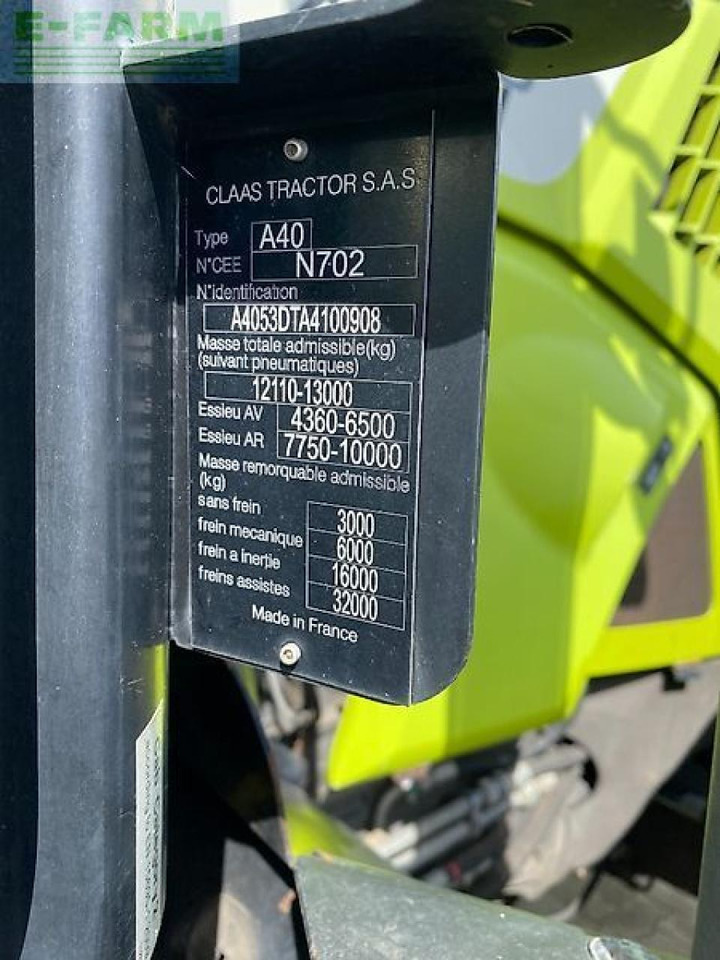 E-FARM
CLAAS TRACTOR S.A.S
Type A40
N°CEE N702
N°identification
A4053DTA4100908
Masse totale admissible(kg)
(suivant pneumatiques)
12110-13000
Essieu AV 4360-6500
Essieu AR 7750-10000
Masse remorquable admissible
(kg)
sans frein 3000
frein mecanique 6000
frein a inertie 16000
freins assistes 32000
Made in France